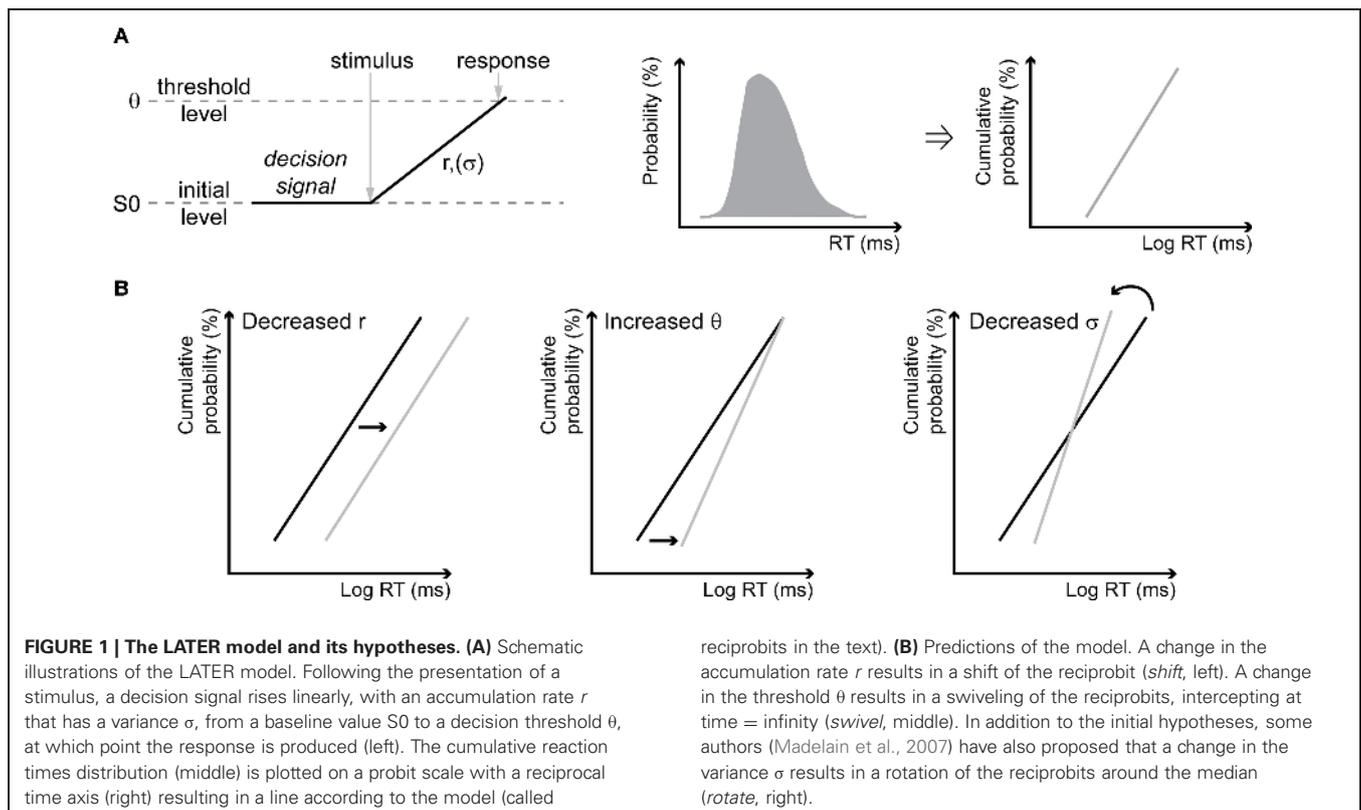 A
stimulus
response
θ
threshold
level
decision
signal
r,(σ)
S0
initial
level
Probability (%)
RT (ms)
⇒
Cumulative
probability (%)
Log RT (ms)
B
Cumulative
probability (%)
Decreased r
Log RT (ms)
Cumulative
probability (%)
Increased θ
Log RT (ms)
Cumulative
probability (%)
Decreased σ
Log RT (ms)
FIGURE 1 | The LATER model and its hypotheses. (A) Schematic
illustrations of the LATER model. Following the presentation of a
stimulus, a decision signal rises linearly, with an accumulation rate r
that has a variance σ, from a baseline value S0 to a decision threshold θ,
at which point the response is produced (left). The cumulative reaction
times distribution (middle) is plotted on a probit scale with a reciprocal
time axis (right) resulting in a line according to the model (called
reciprobits in the text). (B) Predictions of the model. A change in the
accumulation rate r results in a shift of the reciprobit (shift, left). A change
in the threshold θ results in a swiveling of the reciprobits, intercepting at
time = infinity (swivel, middle). In addition to the initial hypotheses, some
authors (Madelain et al., 2007) have also proposed that a change in the
variance σ results in a rotation of the reciprobits around the median
(rotate, right).